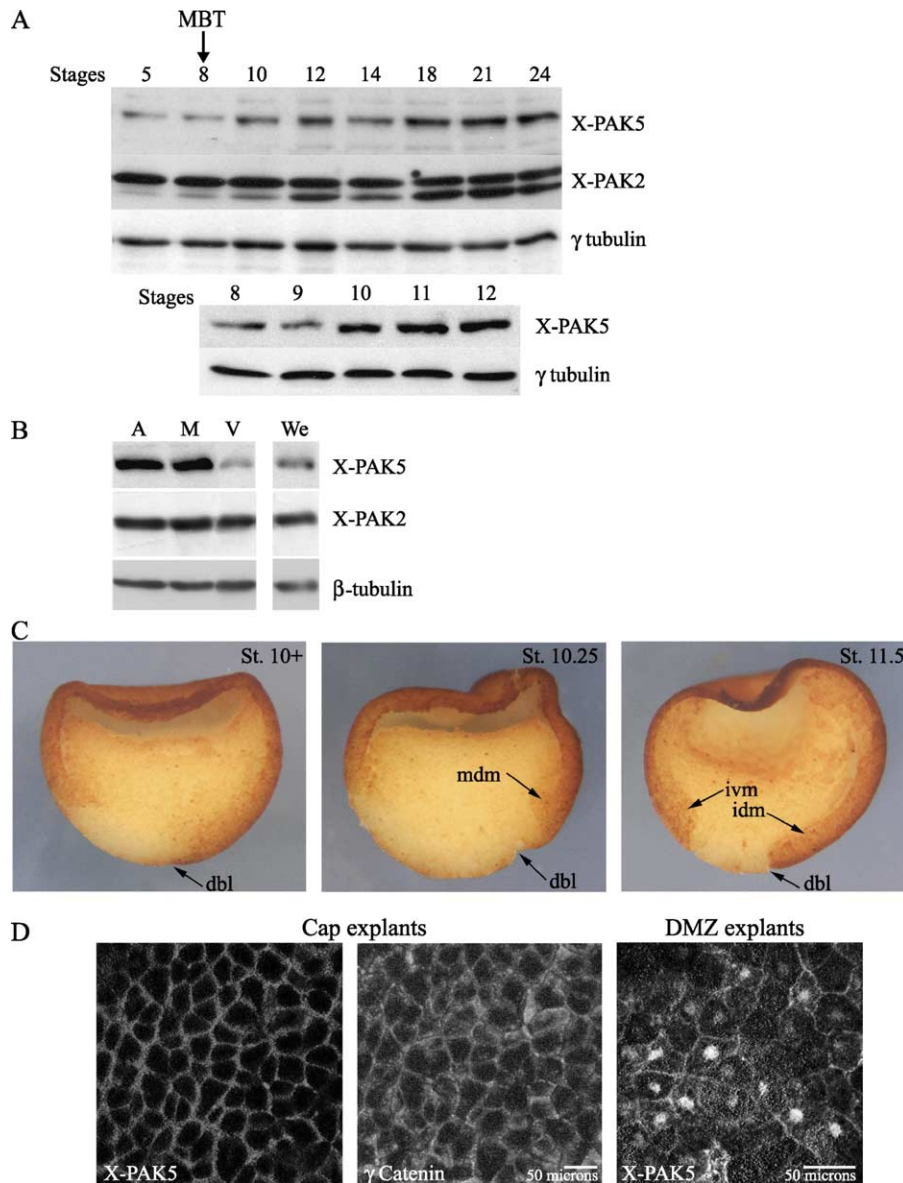 A
MBT
Stages 5 8 10 12 14 18 21 24
X-PAK5
X-PAK2
γ tubulin
Stages 8 9 10 11 12
X-PAK5
γ tubulin
B
A M V We
X-PAK5
X-PAK2
β-tubulin
C
St. 10+
dbl
St. 10.25
mdm
dbl
St. 11.5
ivm
idm
dbl
D
Cap explants DMZ explants
X-PAK5
γ Catenin
50 microns
X-PAK5
50 microns